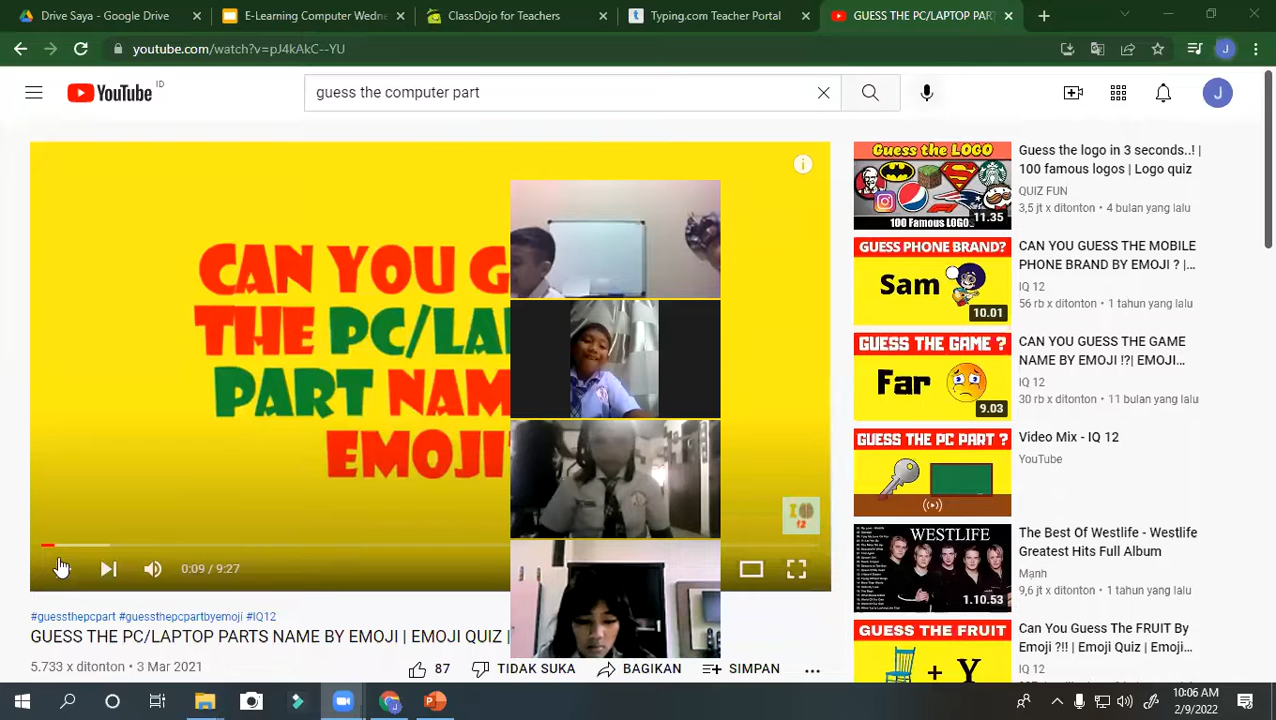 Drive Saya - Google Drive
E-Learning Computer W
ClassDojo for Teachers
Typing.com Teacher Portal
GUESS THE PC/LAPTOP PAR
youtube.com/watch?v=pJ4kAkC--YU
J
YouTube ID
guess the computer part
J
CAN YOU G
THE PC/LA
PART NAM
EMOJI
12
0:09 / 9:27
#guessthepcpart #guessthepcpartbyemoji #IQ12
GUESS THE PC/LAPTOP PARTS NAME BY EMOJI | EMOJI QUIZ |
5.733 x ditonton • 3 Mar 2021
87
TIDAK SUKA
BAGIKAN
SIMPAN
Guess the LOGO
100 Famous LOGO
11.35
Guess the logo in 3 seconds..! |
100 famous logos | Logo quiz
QUIZ FUN
3,5 jt x ditonton • 4 bulan yang lalu
GUESS PHONE BRAND?
Sam
10.01
CAN YOU GUESS THE MOBILE
PHONE BRAND BY EMOJI ? |...
IQ 12
56 rb x ditonton • 1 tahun yang lalu
GUESS THE GAME ?
Far
9.03
CAN YOU GUESS THE GAME
NAME BY EMOJI !?| EMOJI...
IQ 12
30 rb x ditonton • 11 bulan yang lalu
GUESS THE PC PART ?
Video Mix - IQ 12
YouTube
WESTLIFE
1.10.53
The Best Of Westlife - Westlife
Greatest Hits Full Album
9,6 jt x ditonton • 1 tahun yang lalu
GUESS THE FRUIT
+ Y
Can You Guess The FRUIT By
Emoji ?!! | Emoji Quiz | Emoji...
IQ 12
10:06 AM
2/9/2022